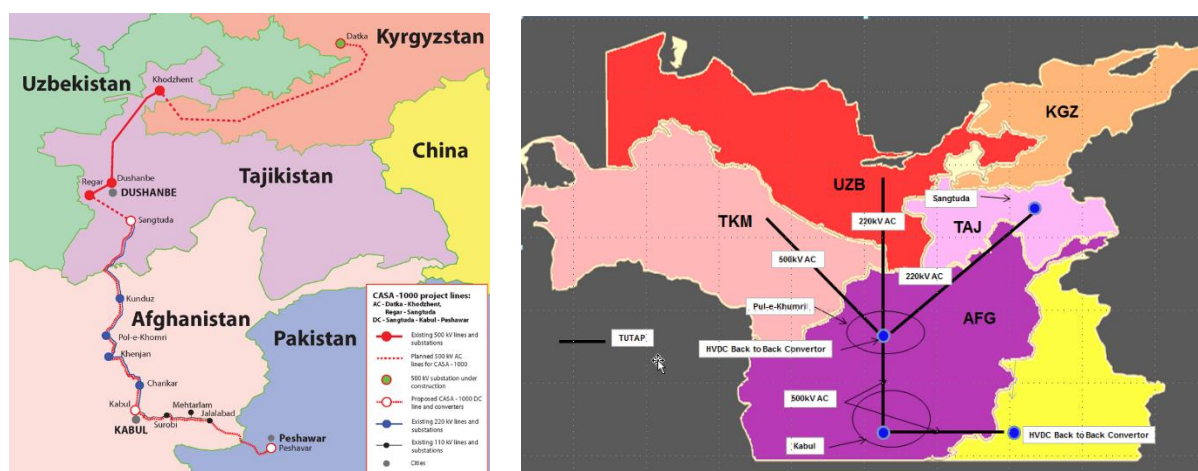 Datka
Kyrgyzstan
Uzbekistan
Khodzhent
China
Regar
Dushanbe
DUSHANBE
Tajikistan
Sangtuda
Kunduz
Afghanistan
Pol-e-Khomri
Khenjan
Pakistan
Charikar
Kabul
KABUL
Mehtarlam
Surobi
Jalalabad
Peshawar
Peshavar
CASA-1000 project lines:
AC - Datka - Khodzhent,
Regar - Sangtuda
DC - Sangtuda - Kabul - Peshawar
Existing 500 kV lines and
substations
Planned 500 kV AC
lines for CASA - 1000
500 kV substation under
construction
Proposed CASA - 1000 DC
line and converters
Existing 220 kV lines and
substations
Existing 110 kV lines and
substations
Cities
KGZ
UZB
Sangtuda
TKM
220kV AC
TAJ
500kV AC
220kV AC
Pul-e-Khumri
AFG
TUTAP
HVDC Back to Back Convertor
500kV AC
Kabul
HVDC Back to Back Convertor